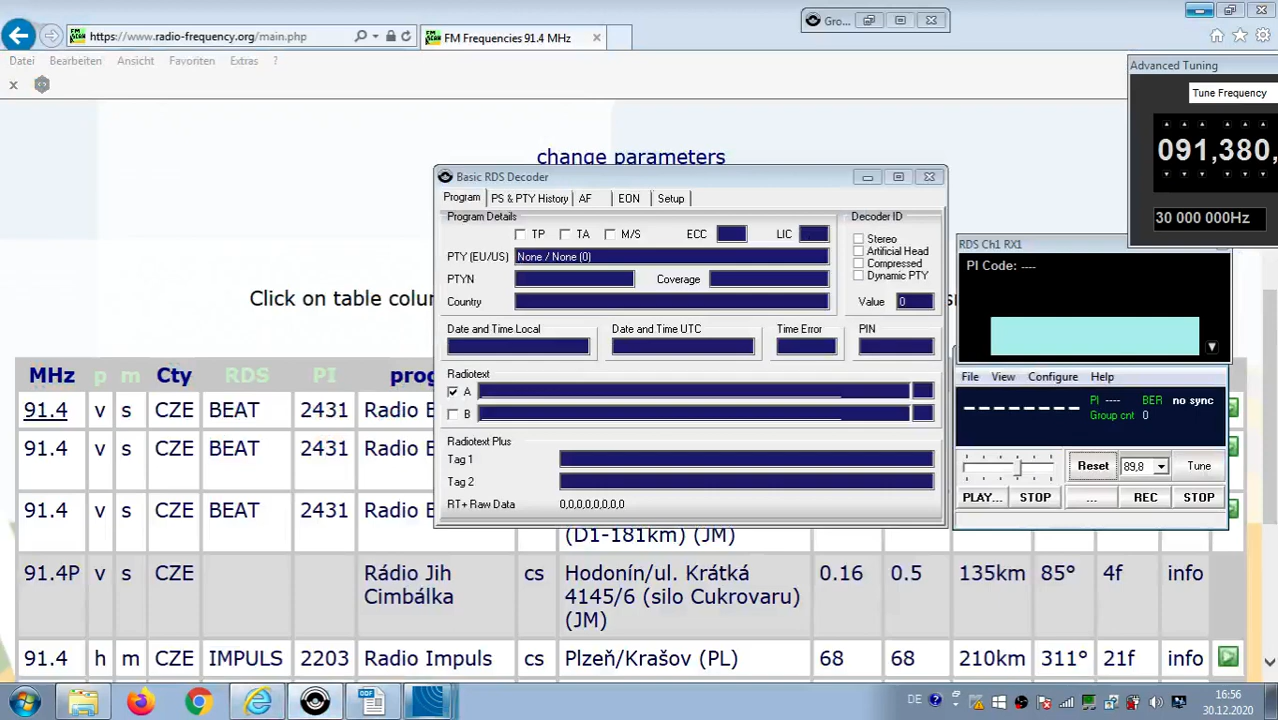 https://www.radio-frequency.org/main.php
FM Frequencies 91.4 MHz
Gro...
Datei Bearbeiten Ansicht Favoriten Extras ?
Advanced Tuning
Tune Frequency
091,380,
30 000 000Hz
change parameters
Click on table colum
Basic RDS Decoder
Program PS & PTY History AF EON Setup
Program Details
TP TA M/S ECC LIC
PTY (EU/US) None / None (0)
PTYN Coverage
Country
Decoder ID
Stereo
Artificial Head
Compressed
Dynamic PTY
Value 0
Date and Time Local Date and Time UTC Time Error PIN
Radiotext
A
B
Radiotext Plus
Tag 1
Tag 2
RT+ Raw Data 0,0,0,0,0,0,0,0
RDS Ch1 RX1
PI Code: ----
File View Configure Help
-------- PI ---- BER no sync
Group cnt 0
Reset 89,8 Tune
PLAY... STOP ... REC STOP
MHz p m Cty RDS PI prog
91.4 v s CZE BEAT 2431 Radio B
91.4 v s CZE BEAT 2431 Radio B
91.4 v s CZE BEAT 2431 Radio B
(D1-181km) (JM)
91.4P v s CZE Rádio Jih Cimbálka cs Hodonín/ul. Krátká 4145/6 (silo Cukrovaru) (JM) 0.16 0.5 135km 85° 4f info
91.4 h m CZE IMPULS 2203 Radio Impuls cs Plzeň/Krašov (PL) 68 68 210km 311° 21f info
DE 16:56
30.12.2020